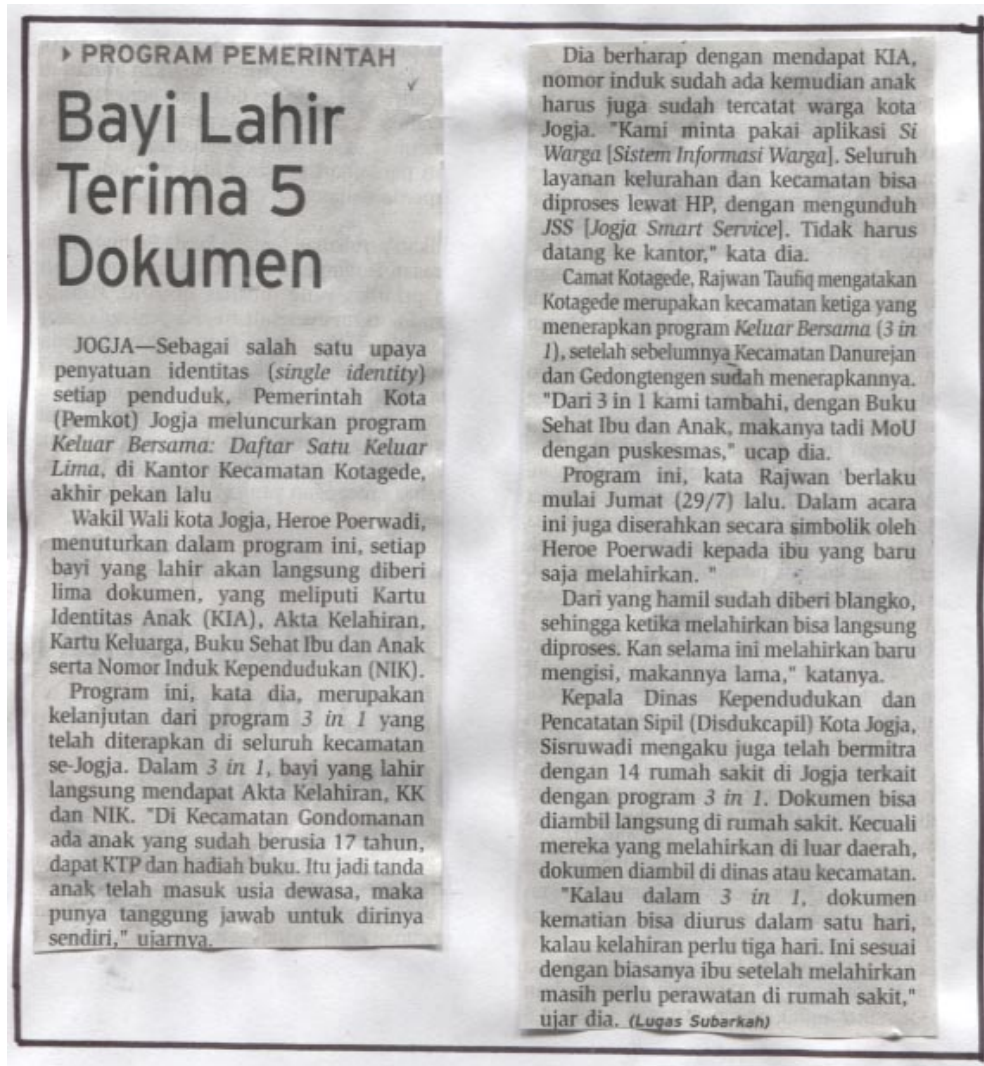 ▸ PROGRAM PEMERINTAH
Bayi Lahir
Terima 5
Dokumen
JOGJA—Sebagai salah satu upaya
penyatuan identitas (single identity)
setiap penduduk, Pemerintah Kota
(Pemkot) Jogja meluncurkan program
Keluar Bersama: Daftar Satu Keluar
Lima, di Kantor Kecamatan Kotagede,
akhir pekan lalu
Wakil Wali kota Jogja, Heroe Poerwadi,
menuturkan dalam program ini, setiap
bayi yang lahir akan langsung diberi
lima dokumen, yang meliputi Kartu
Identitas Anak (KIA), Akta Kelahiran,
Kartu Keluarga, Buku Sehat Ibu dan Anak
serta Nomor Induk Kependudukan (NIK).
Program ini, kata dia, merupakan
kelanjutan dari program 3 in 1 yang
telah diterapkan di seluruh kecamatan
se-Jogja. Dalam 3 in 1, bayi yang lahir
langsung mendapat Akta Kelahiran, KK
dan NIK. "Di Kecamatan Gondomanan
ada anak yang sudah berusia 17 tahun,
dapat KTP dan hadiah buku. Itu jadi tanda
anak telah masuk usia dewasa, maka
punya tanggung jawab untuk dirinya
sendiri," ujarnya.
Dia berharap dengan mendapat KIA,
nomor induk sudah ada kemudian anak
harus juga sudah tercatat warga kota
Jogja. "Kami minta pakai aplikasi Si
Warga [Sistem Informasi Warga]. Seluruh
layanan kelurahan dan kecamatan bisa
diproses lewat HP, dengan mengunduh
JSS [Jogja Smart Service]. Tidak harus
datang ke kantor," kata dia.
Camat Kotagede, Rajwan Taufiq mengatakan
Kotagede merupakan kecamatan ketiga yang
menerapkan program Keluar Bersama (3 in
1), setelah sebelumnya Kecamatan Danurejan
dan Gedongtengen sudah menerapkannya.
"Dari 3 in 1 kami tambahi, dengan Buku
Sehat Ibu dan Anak, makanya tadi MoU
dengan puskesmas," ucap dia.
Program ini, kata Rajwan berlaku
mulai Jumat (29/7) lalu. Dalam acara
ini juga diserahkan secara simbolik oleh
Heroe Poerwadi kepada ibu yang baru
saja melahirkan. "
Dari yang hamil sudah diberi blangko,
sehingga ketika melahirkan bisa langsung
diproses. Kan selama ini melahirkan baru
mengisi, makannya lama," katanya.
Kepala Dinas Kependudukan dan
Pencatatan Sipil (Disdukcapil) Kota Jogja,
Sisruwadi mengaku juga telah bermitra
dengan 14 rumah sakit di Jogja terkait
dengan program 3 in 1. Dokumen bisa
diambil langsung di rumah sakit. Kecuali
mereka yang melahirkan di luar daerah,
dokumen diambil di dinas atau kecamatan.
"Kalau dalam 3 in 1, dokumen
kematian bisa diurus dalam satu hari,
kalau kelahiran perlu tiga hari. Ini sesuai
dengan biasanya ibu setelah melahirkan
masih perlu perawatan di rumah sakit,"
ujar dia. (Lugas Subarkah)